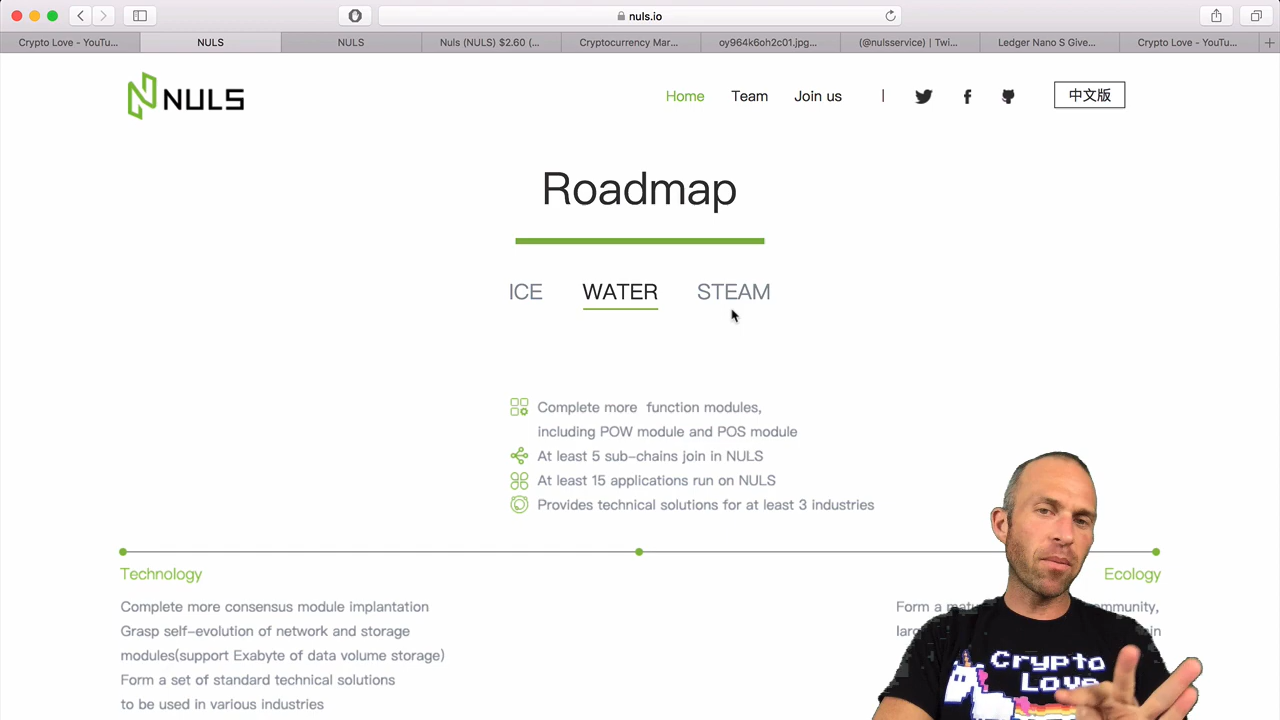 nuls.io
Crypto Love - YouTu...
NULS
NULS
Nuls (NULS) $2.60 (...
Cryptocurrency Mar...
oy964k6oh2c01.jpg...
(@nulsservice) | Twi...
Ledger Nano S Give...
Crypto Love - YouTu...
NULS
Home
Team
Join us
中文版
Roadmap
ICE
WATER
STEAM
Complete more function modules,
including POW module and POS module
At least 5 sub-chains join in NULS
At least 15 applications run on NULS
Provides technical solutions for at least 3 industries
Technology
Complete more consensus module implantation
Grasp self-evolution of network and storage
modules(support Exabyte of data volume storage)
Form a set of standard technical solutions
to be used in various industries
Ecology
Form a
Crypto
Love